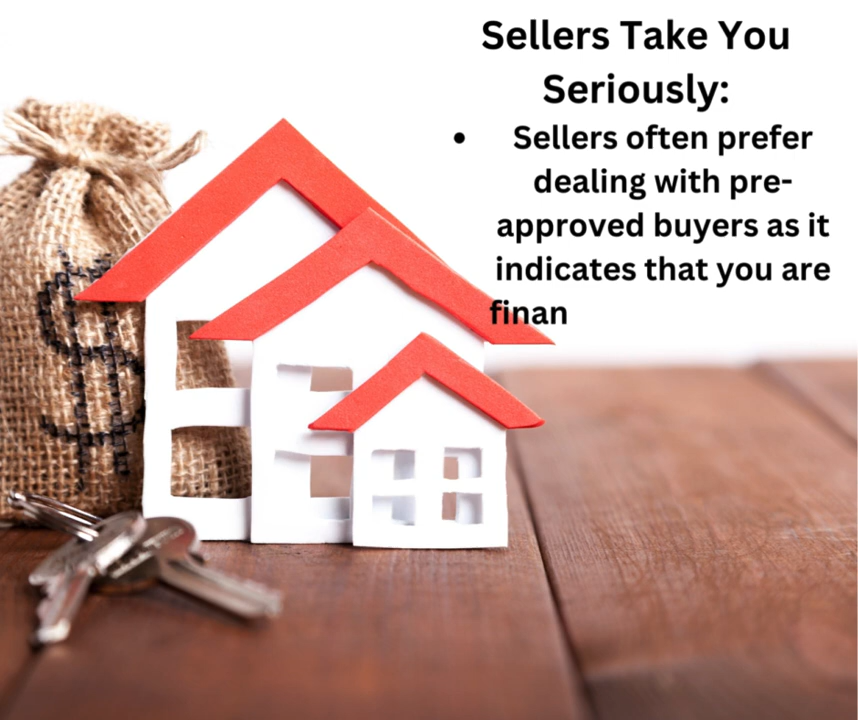 Sellers Take You
Seriously:
• Sellers often prefer
dealing with pre-
approved buyers as it
indicates that you are
finan
$